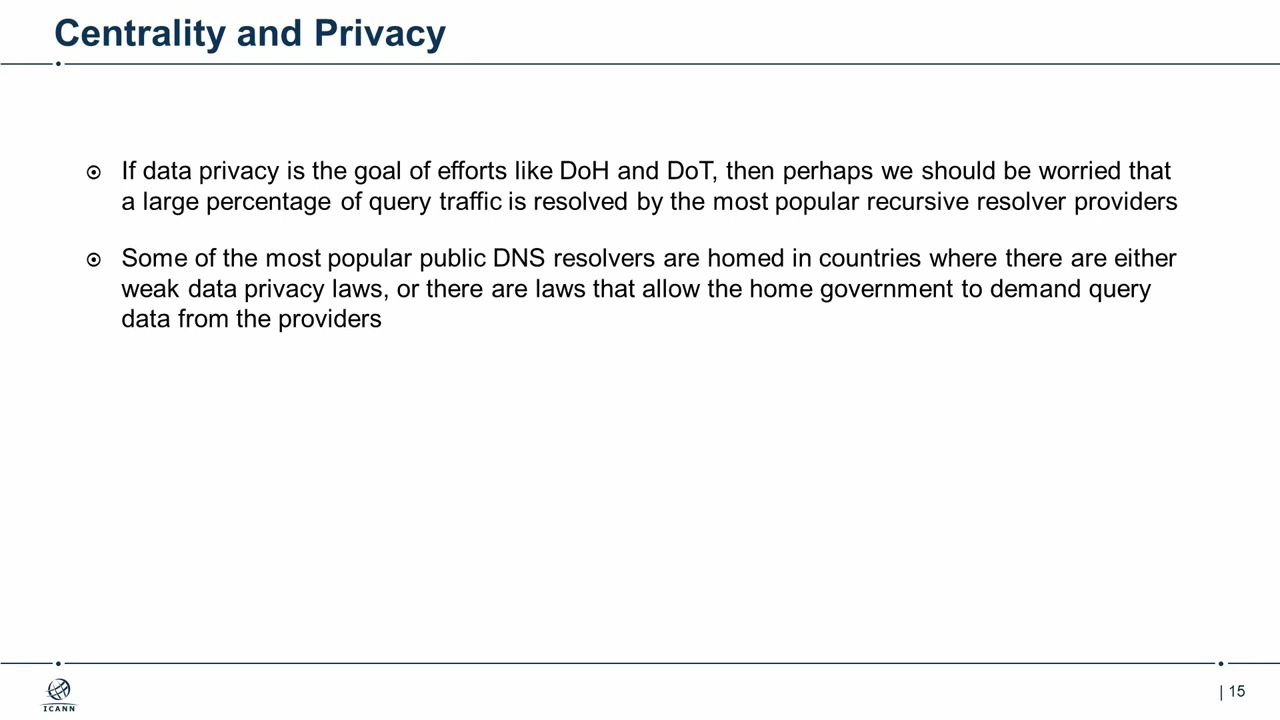 Centrality and Privacy
If data privacy is the goal of efforts like DoH and DoT, then perhaps we should be worried that
a large percentage of query traffic is resolved by the most popular recursive resolver providers
Some of the most popular public DNS resolvers are homed in countries where there are either
weak data privacy laws, or there are laws that allow the home government to demand query
data from the providers
ICANN
| 15